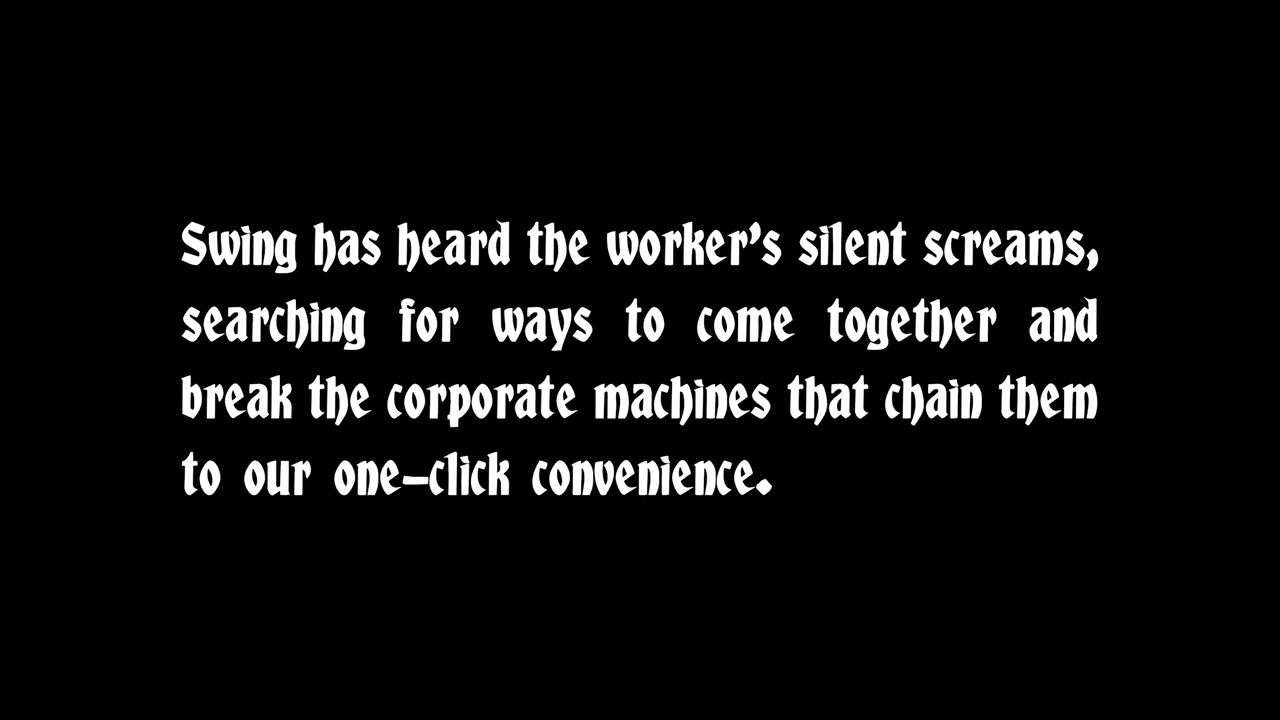 Swing has heard the worker's silent screams,
searching for ways to come together and
break the corporate machines that chain them
to our one-click convenience.